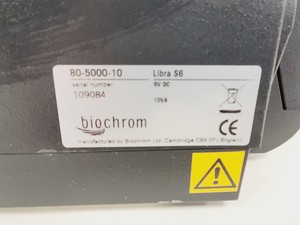 80-5000-10 Libra S6
serial number 9V DC
109084 10VA
biochrom
manufactured by Biochrom Ltd. Cambridge CB4 0FJ England
CE